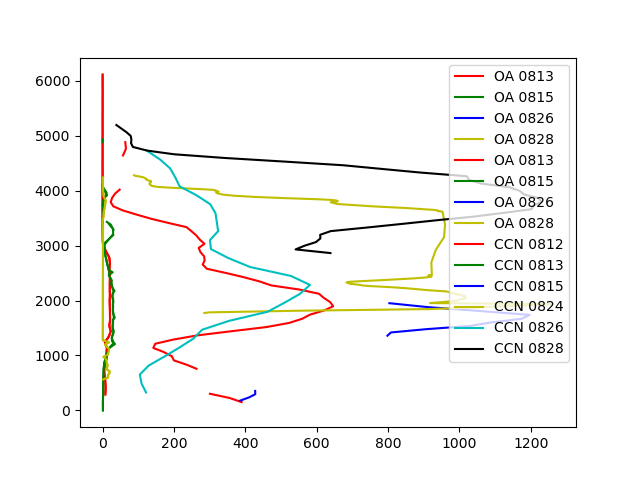 6000
5000
4000
3000
2000
1000
0
0 200 400 600 800 1000 1200
OA 0813
OA 0815
OA 0826
OA 0828
OA 0813
OA 0815
OA 0826
OA 0828
CCN 0812
CCN 0813
CCN 0815
CCN 0824
CCN 0826
CCN 0828